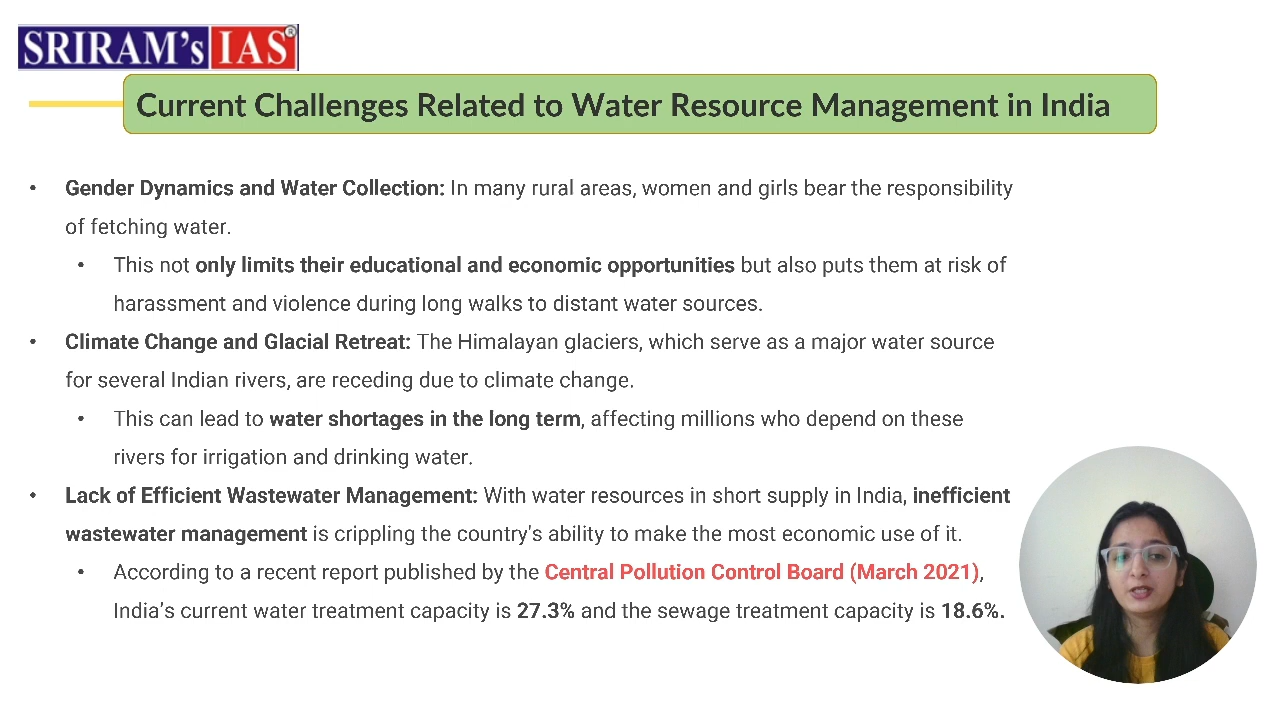 SRIRAM's IAS®
Current Challenges Related to Water Resource Management in India
• Gender Dynamics and Water Collection: In many rural areas, women and girls bear the responsibility
of fetching water.
• This not only limits their educational and economic opportunities but also puts them at risk of
harassment and violence during long walks to distant water sources.
• Climate Change and Glacial Retreat: The Himalayan glaciers, which serve as a major water source
for several Indian rivers, are receding due to climate change.
• This can lead to water shortages in the long term, affecting millions who depend on these
rivers for irrigation and drinking water.
• Lack of Efficient Wastewater Management: With water resources in short supply in India, inefficient
wastewater management is crippling the country's ability to make the most economic use of it.
• According to a recent report published by the Central Pollution Control Board (March 2021),
India's current water treatment capacity is 27.3% and the sewage treatment capacity is 18.6%.